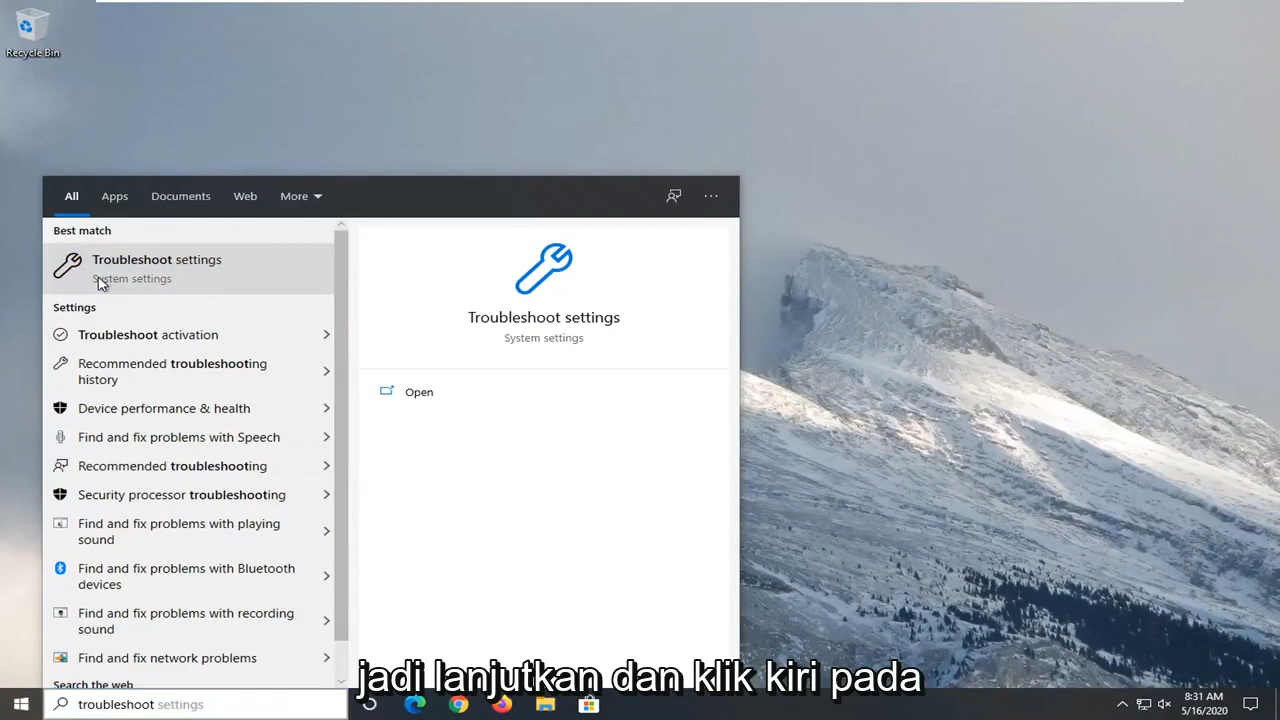 Recycle Bin
All
Apps
Documents
Web
More
Best match
Troubleshoot settings
System settings
Settings
Troubleshoot activation
Recommended troubleshooting
history
Device performance & health
Find and fix problems with Speech
Recommended troubleshooting
Security processor troubleshooting
Find and fix problems with playing
sound
Find and fix problems with Bluetooth
devices
Find and fix problems with recording
sound
Find and fix network problems
Search the web
Troubleshoot settings
System settings
Open
jadi lanjutkan dan klik kiri pada
troubleshoot settings
8:31 AM
5/16/2020